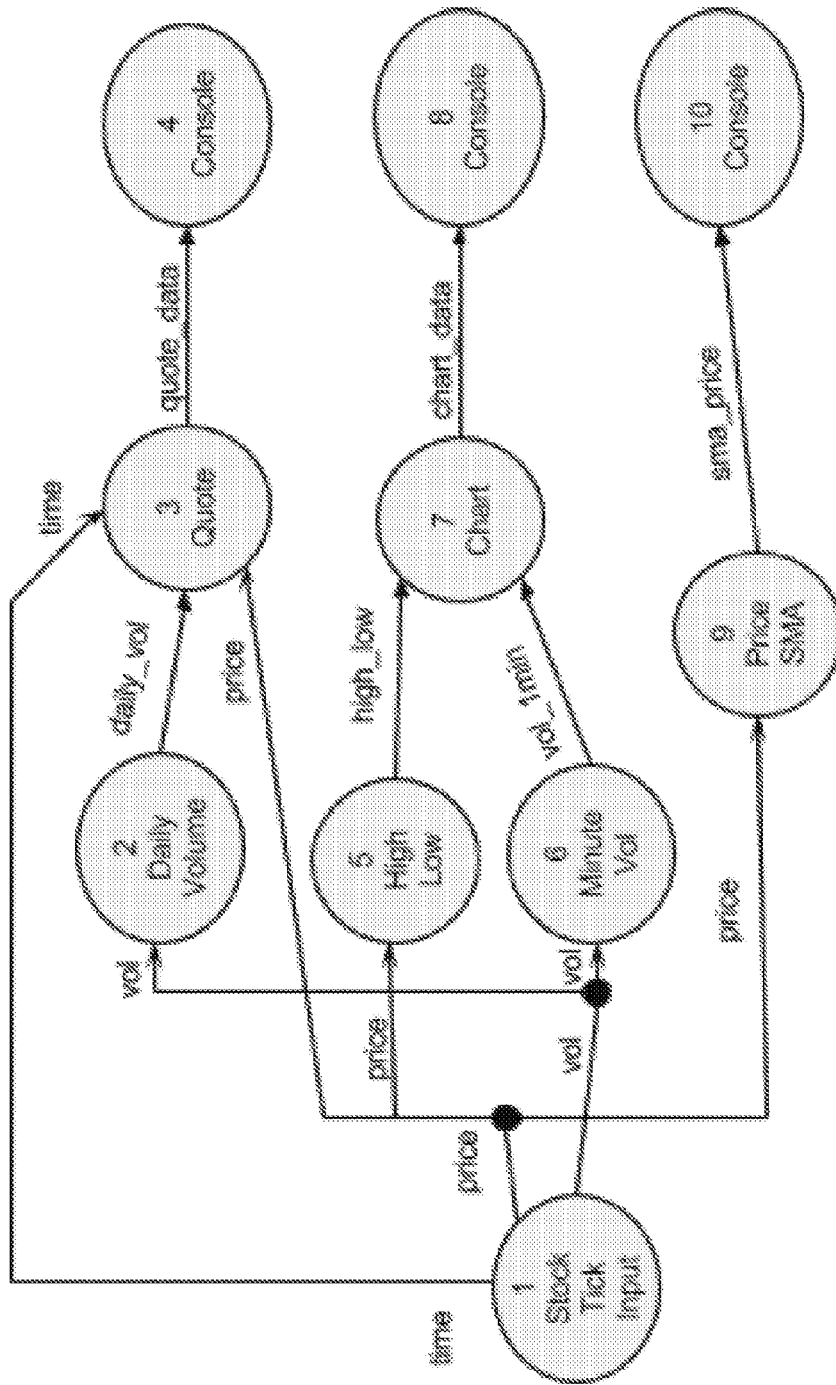 time
1
Stock
Tick
Input
price
vol
vol
price
vol
price
2
Daily
Volume
5
High
Low
6
Minute
Vol
daily_vol
price
high_low
vol_1min
time
3
Quote
7
Chart
9
Price
SMA
quote_data
chart_data
sma_price
4
Console
8
Console
10
Console